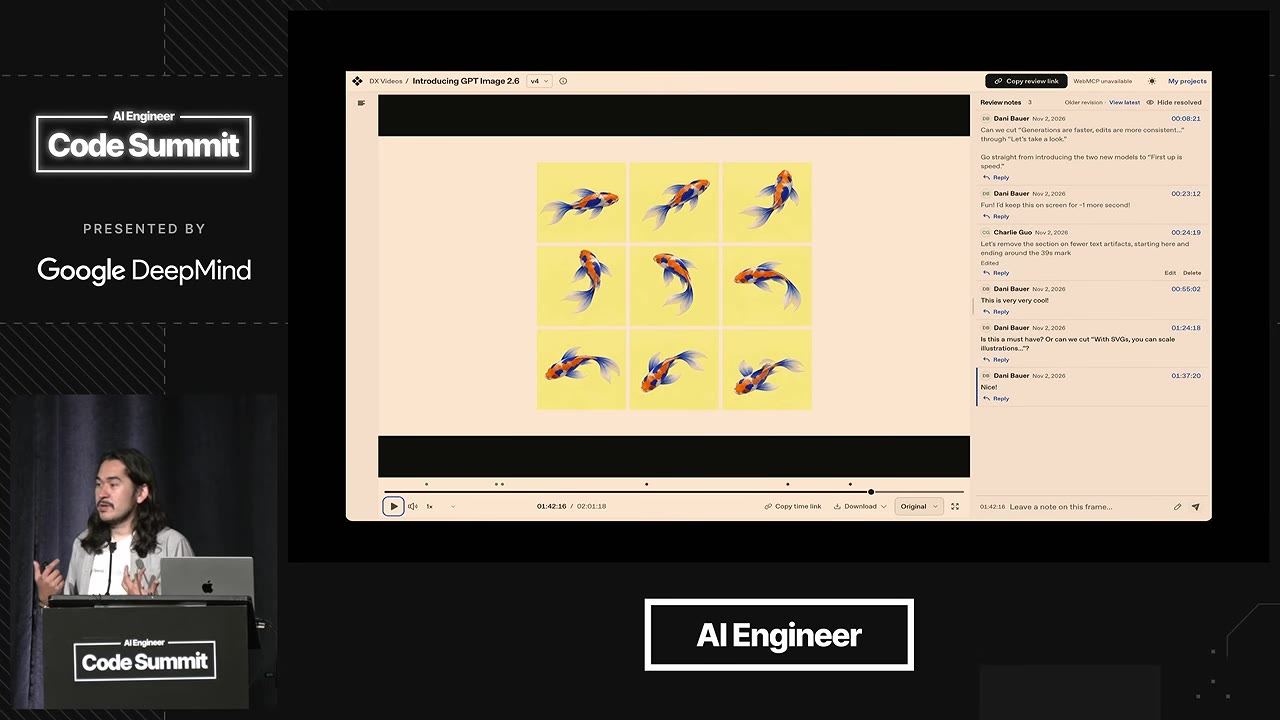 AI Engineer
Code Summit
PRESENTED BY
Google DeepMind
DX Videos / Introducing GPT Image 2.6 v4
Copy review link
WebMCP unavailable
My projects
Review notes 3
Older revision · View latest
Hide resolved
DB Dani Bauer Nov 2, 2026 00:08:21
Can we cut "Generations are faster, edits are more consistent..."
through "Let's take a look."
Go straight from introducing the two new models to "First up is
speed."
Reply
DB Dani Bauer Nov 2, 2026 00:23:12
Fun! I'd keep this on screen for ~1 more second!
Reply
CG Charlie Guo Nov 2, 2026 00:24:19
Let's remove the section on fewer text artifacts, starting here and
ending around the 39s mark
Edited
Reply Edit Delete
DB Dani Bauer Nov 2, 2026 00:55:02
This is very very cool!
Reply
DB Dani Bauer Nov 2, 2026 01:24:18
Is this a must have? Or can we cut "With SVGs, you can scale
illustrations..."?
Reply
DB Dani Bauer Nov 2, 2026 01:37:20
Nice!
Reply
1x
01:42:16 / 02:01:18
Copy time link
Download
Original
01:42:16 Leave a note on this frame...
AI Engineer
Code Summit
AI Engineer